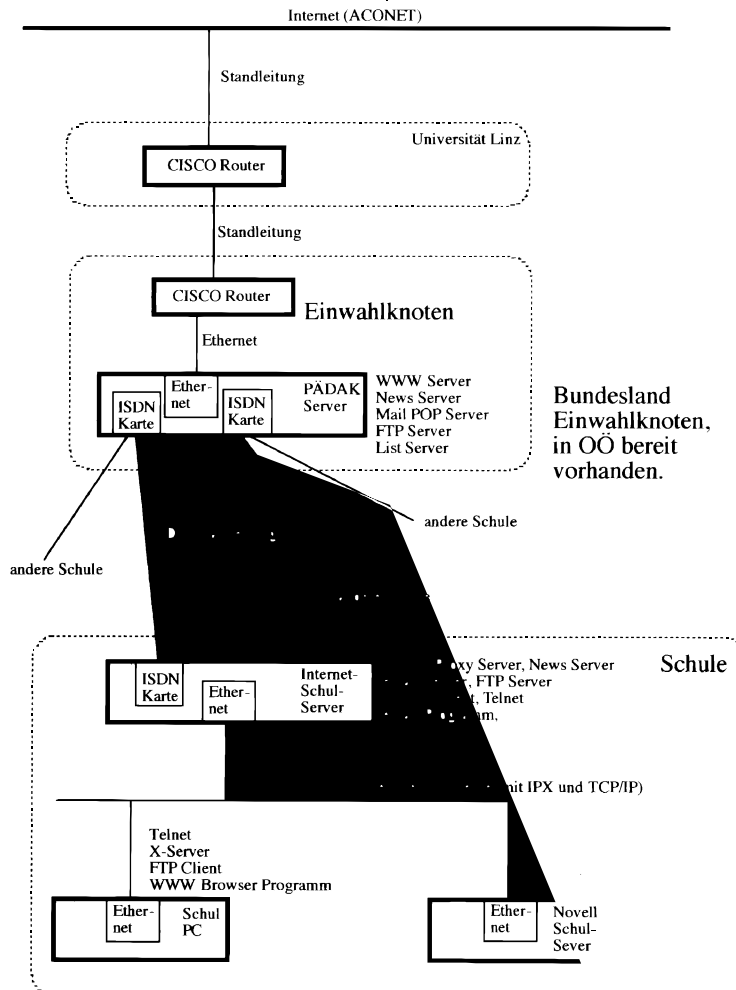 Internet (ACONET)
Standleitung
Universität Linz
CISCO Router
Standleitung
CISCO Router
Einwahlknoten
Ethernet
ISDN
Karte
Ether-
net
ISDN
Karte
PÄDAK
Server
WWW Server
News Server
Mail POP Server
FTP Server
List Server
Bundesland
Einwahlknoten,
in OÖ bereit
vorhanden.
andere Schule
andere Schule
Schule
ISDN
Karte
Ether-
net
Internet-
Schul-
Server
Server, News Server
FTP Server
Telnet
IPX und TCP/IP)
Telnet
X-Server
FTP Client
WWW Browser Programm
Ether-
net
Schul
PC
Ether-
net
Novell
Schul-
Sever